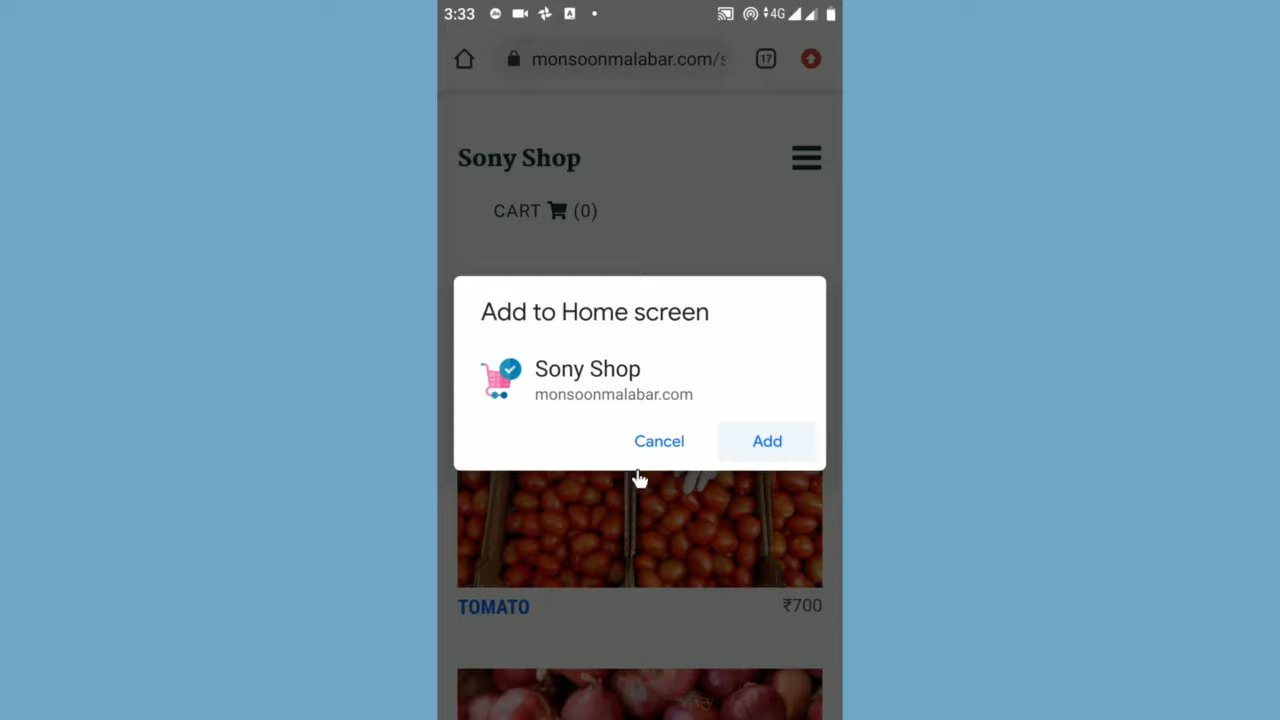 3:33
4G
monsoonmalabar.com/s
17
Sony Shop
CART (0)
Add to Home screen
Sony Shop
monsoonmalabar.com
Cancel
Add
TOMATO
₹700